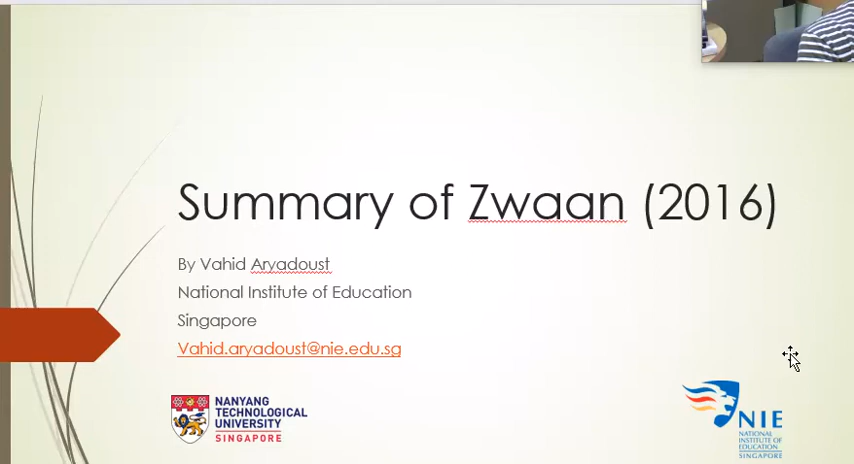 Summary of Zwaan (2016)
By Vahid Aryadoust
National Institute of Education
Singapore
Vahid.aryadoust@nie.edu.sg
NANYANG
TECHNOLOGICAL
UNIVERSITY
SINGAPORE
NIE
NATIONAL
INSTITUTE OF
EDUCATION
SINGAPORE